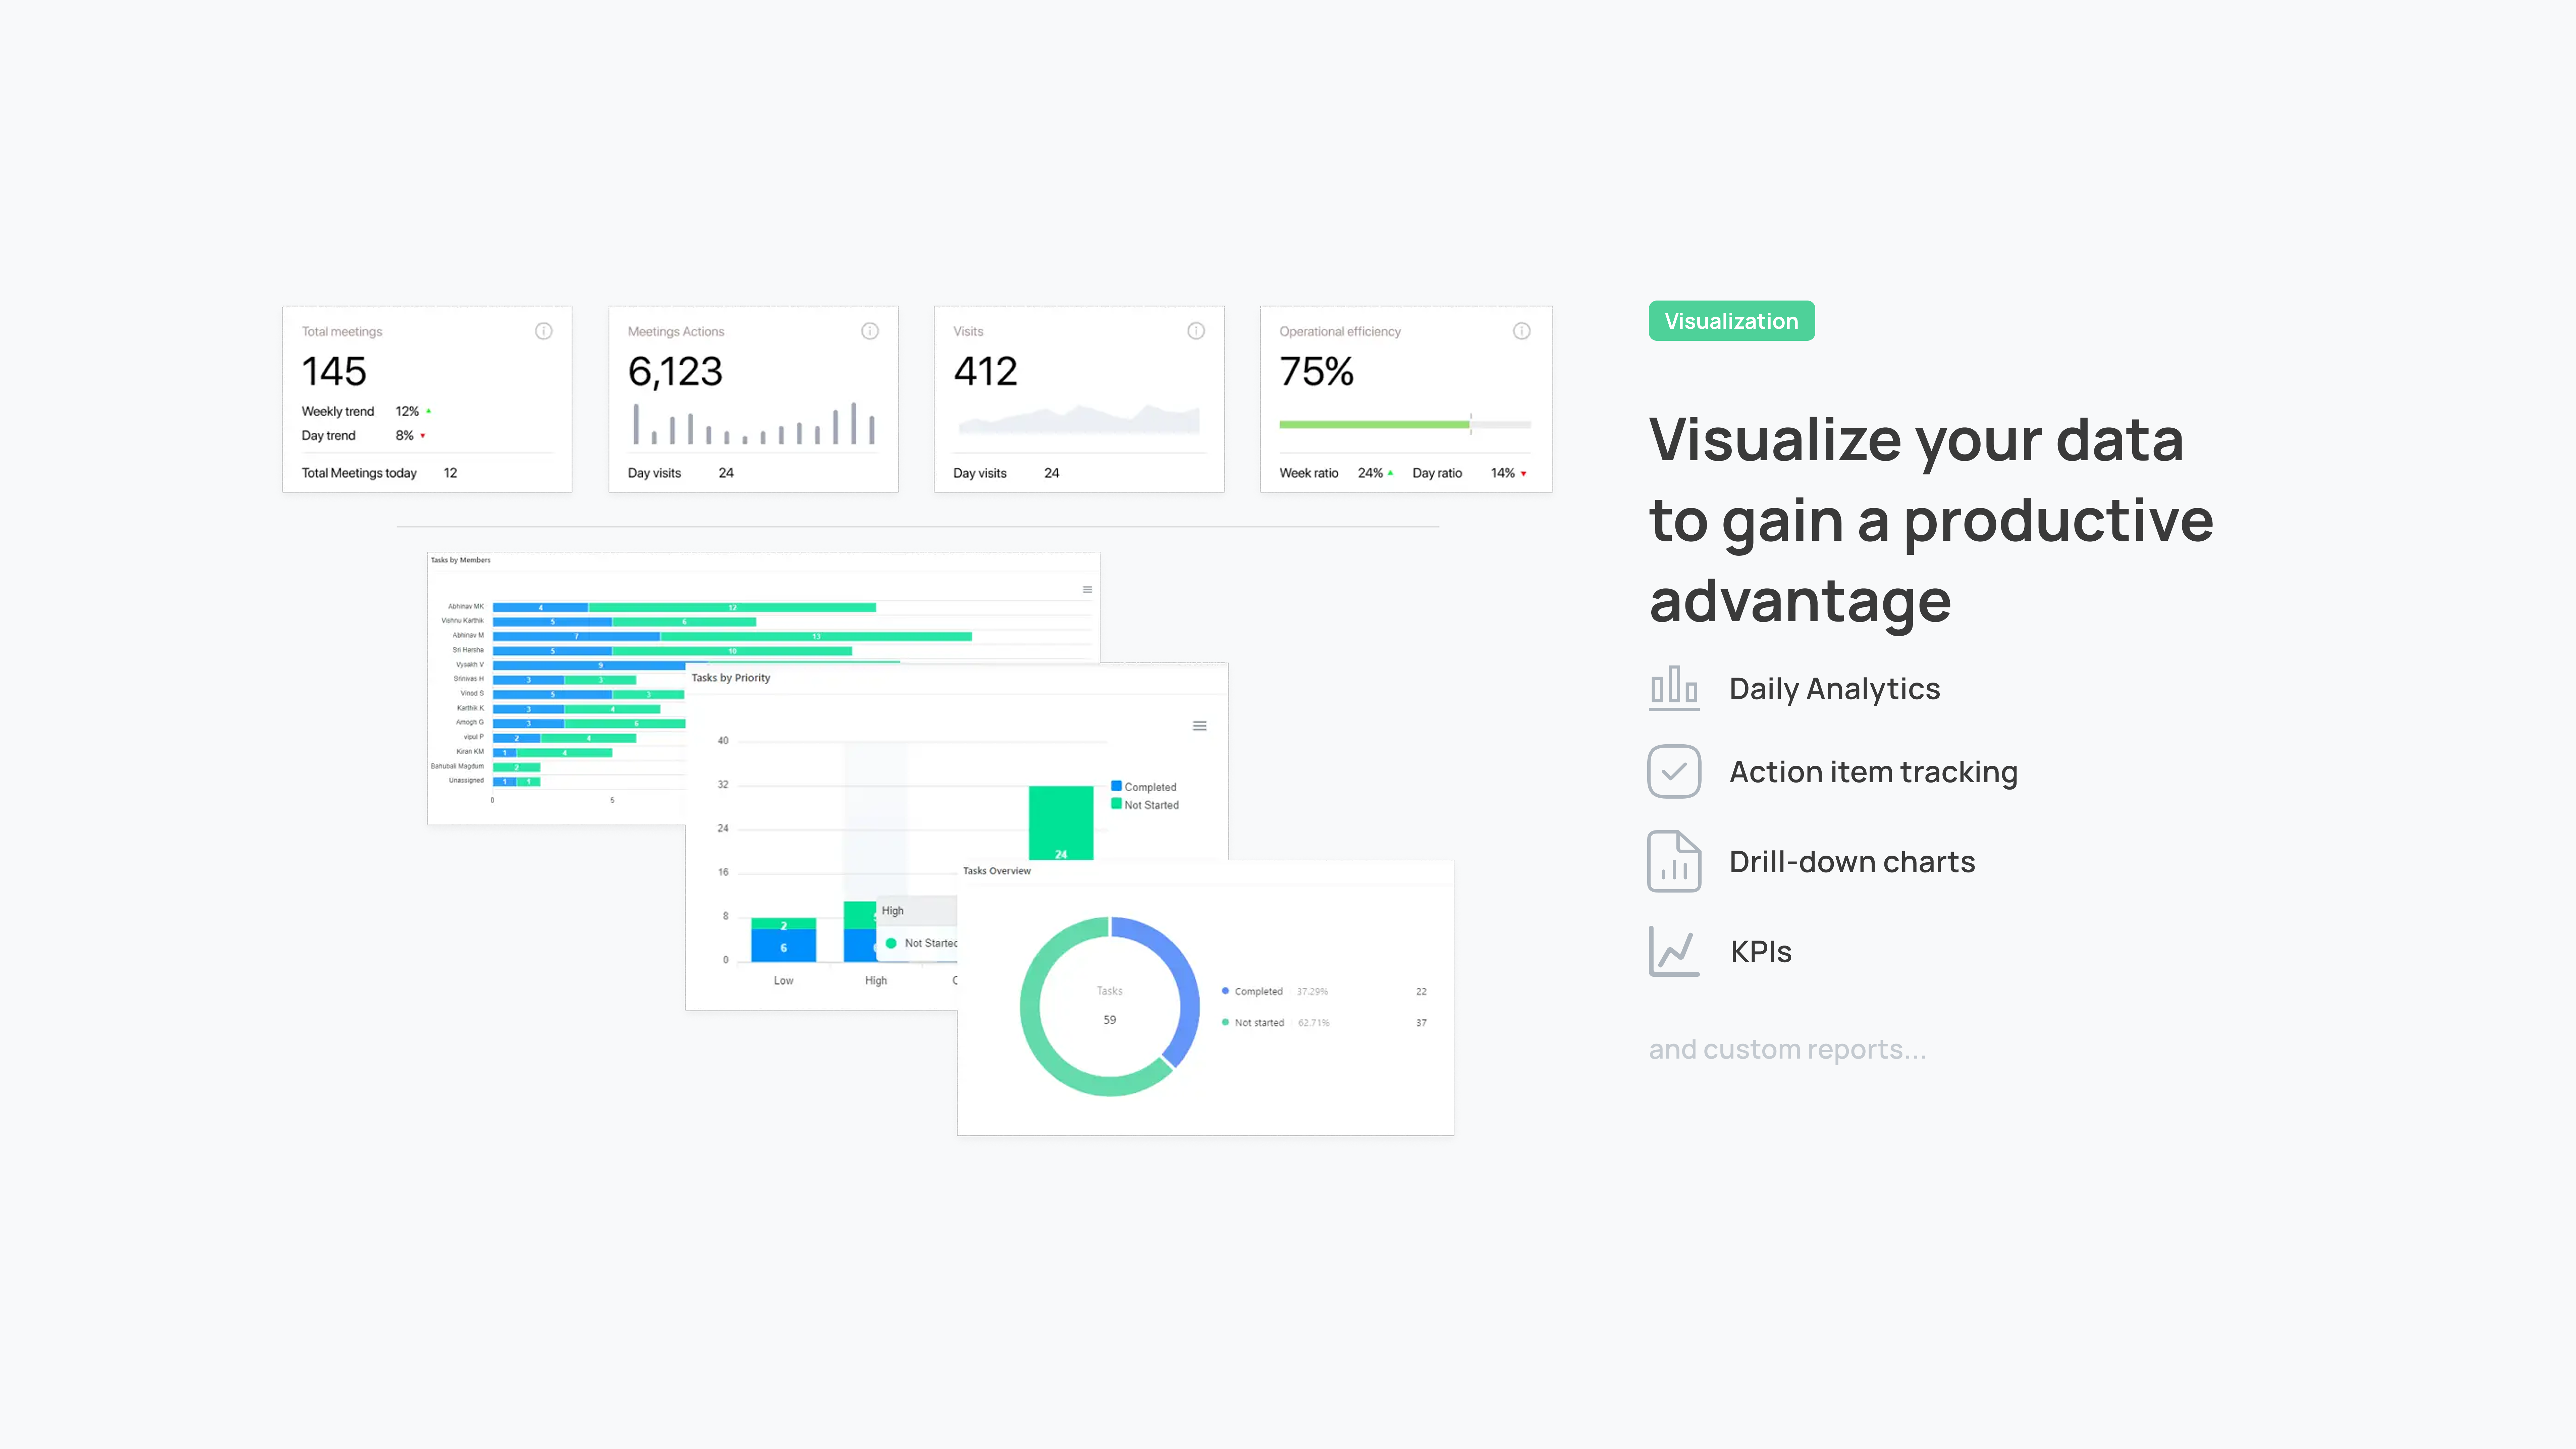 Total meetings
145
Weekly trend 12%
Day trend 8%
Total Meetings today 12
Meetings Actions
6,123
Day visits 24
Visits
412
Day visits 24
Operational efficiency
75%
Week ratio 24% Day ratio 14%
Tasks by Members
Abhinav MK 4 12
Vishnu Karthik 5 6
Abhinav M 7 13
Sri Harsha 5 10
Vysakh V 9
Srinivas H 3 3
Vinod S 5 3
Karthik K 3 4
Amogh G 3 6
vipul P 2 4
Kiran KM 1 4
Bahubali Magdum 2
Unassigned 1 1
0 5
Tasks by Priority
40
32
24
16
8
0
Completed
Not Started
24
2
6
High
Not Started
Low High
Tasks Overview
Tasks
59
Completed 37.29% 22
Not started 62.71% 37
Visualization
Visualize your data
to gain a productive
advantage
Daily Analytics
Action item tracking
Drill-down charts
KPIs
and custom reports...